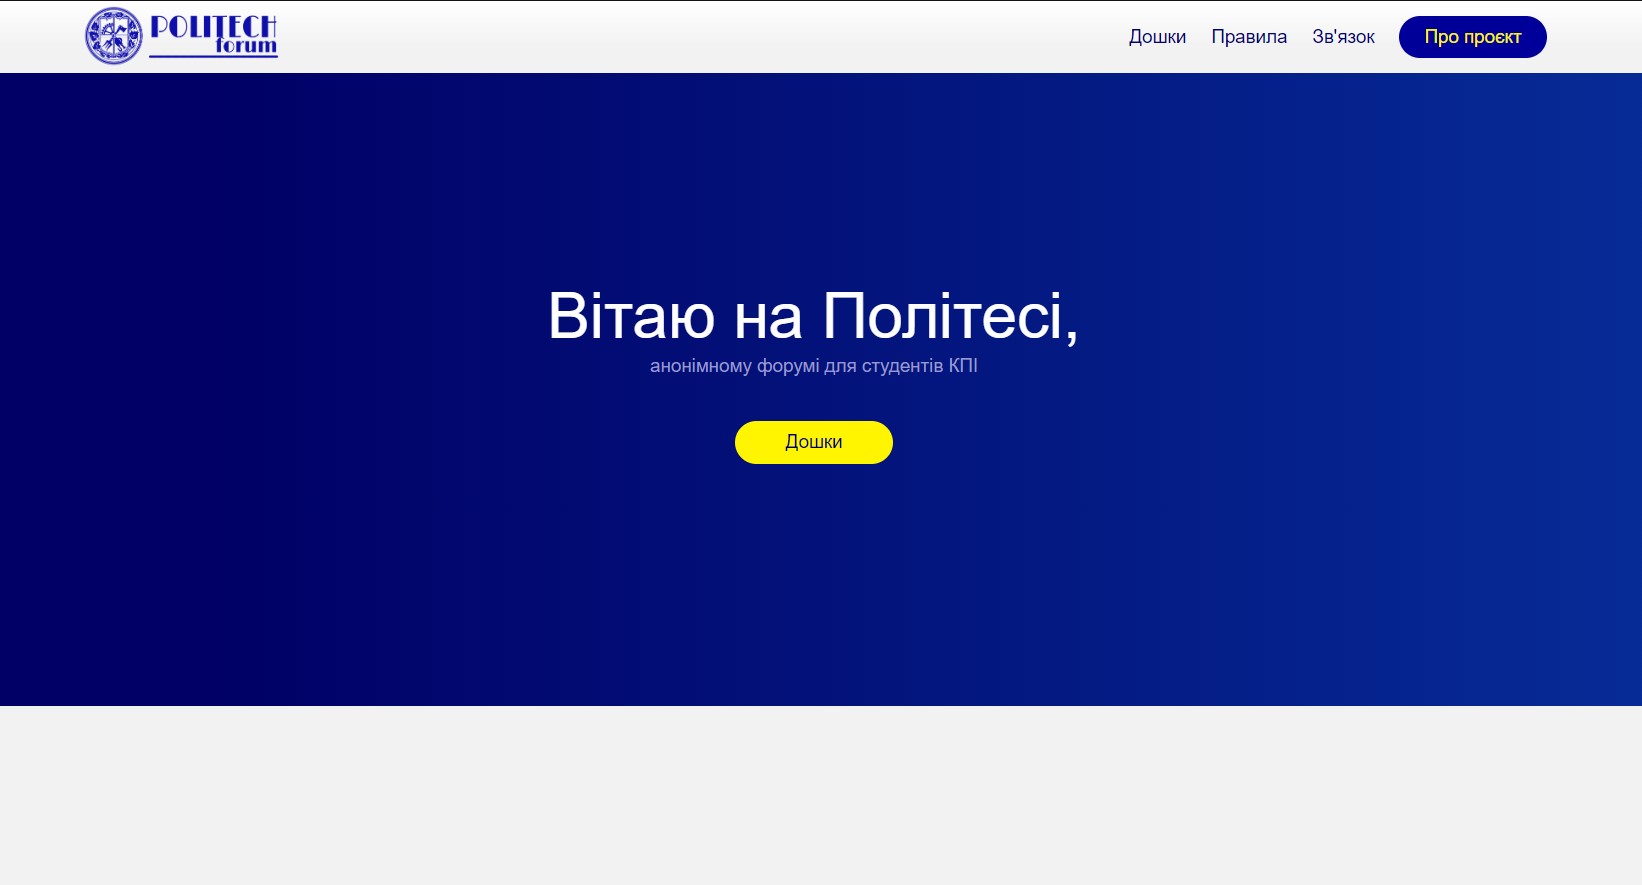 POLITECH
forum
Дошки Правила Зв'язок Про проєкт
Вітаю на Політесі,
анонімному форумі для студентів КПІ
Дошки